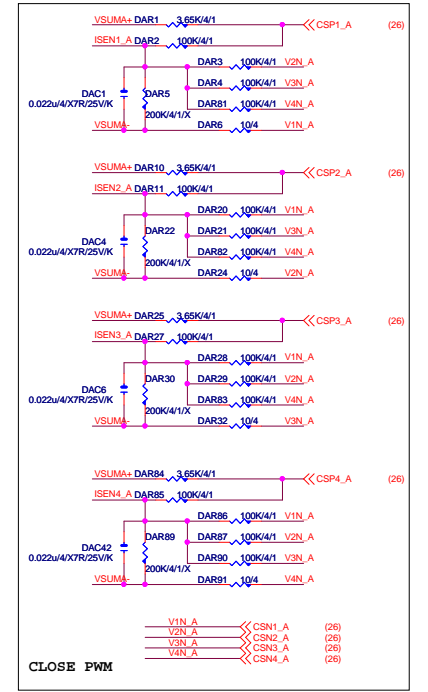 VSUMA+ DAR1 3.65K/4/1 CSP1_A (26)
ISEN1_A DAR2 100K/4/1
DAR3 100K/4/1 V2N_A
DAC1 DAR5 DAR4 100K/4/1 V3N_A
0.022u/4/X7R/25V/K DAR81 100K/4/1 V4N_A
200K/4/1/X
VSUMA- DAR6 10/4 V1N_A
VSUMA+ DAR10 3.65K/4/1 CSP2_A (26)
ISEN2_A DAR11 100K/4/1
DAR20 100K/4/1 V1N_A
DAC4 DAR22 DAR21 100K/4/1 V3N_A
0.022u/4/X7R/25V/K DAR82 100K/4/1 V4N_A
200K/4/1/X
VSUMA- DAR24 10/4 V2N_A
VSUMA+ DAR25 3.65K/4/1 CSP3_A (26)
ISEN3_A DAR27 100K/4/1
DAR28 100K/4/1 V1N_A
DAC6 DAR30 DAR29 100K/4/1 V2N_A
0.022u/4/X7R/25V/K DAR83 100K/4/1 V4N_A
200K/4/1/X
VSUMA- DAR32 10/4 V3N_A
VSUMA+ DAR84 3.65K/4/1 CSP4_A (26)
ISEN4_A DAR85 100K/4/1
DAR86 100K/4/1 V1N_A
DAC42 DAR89 DAR87 100K/4/1 V2N_A
0.022u/4/X7R/25V/K DAR90 100K/4/1 V3N_A
200K/4/1/X
VSUMA- DAR91 10/4 V4N_A
V1N_A CSN1_A (26)
V2N_A CSN2_A (26)
V3N_A CSN3_A (26)
V4N_A CSN4_A (26)
CLOSE PWM